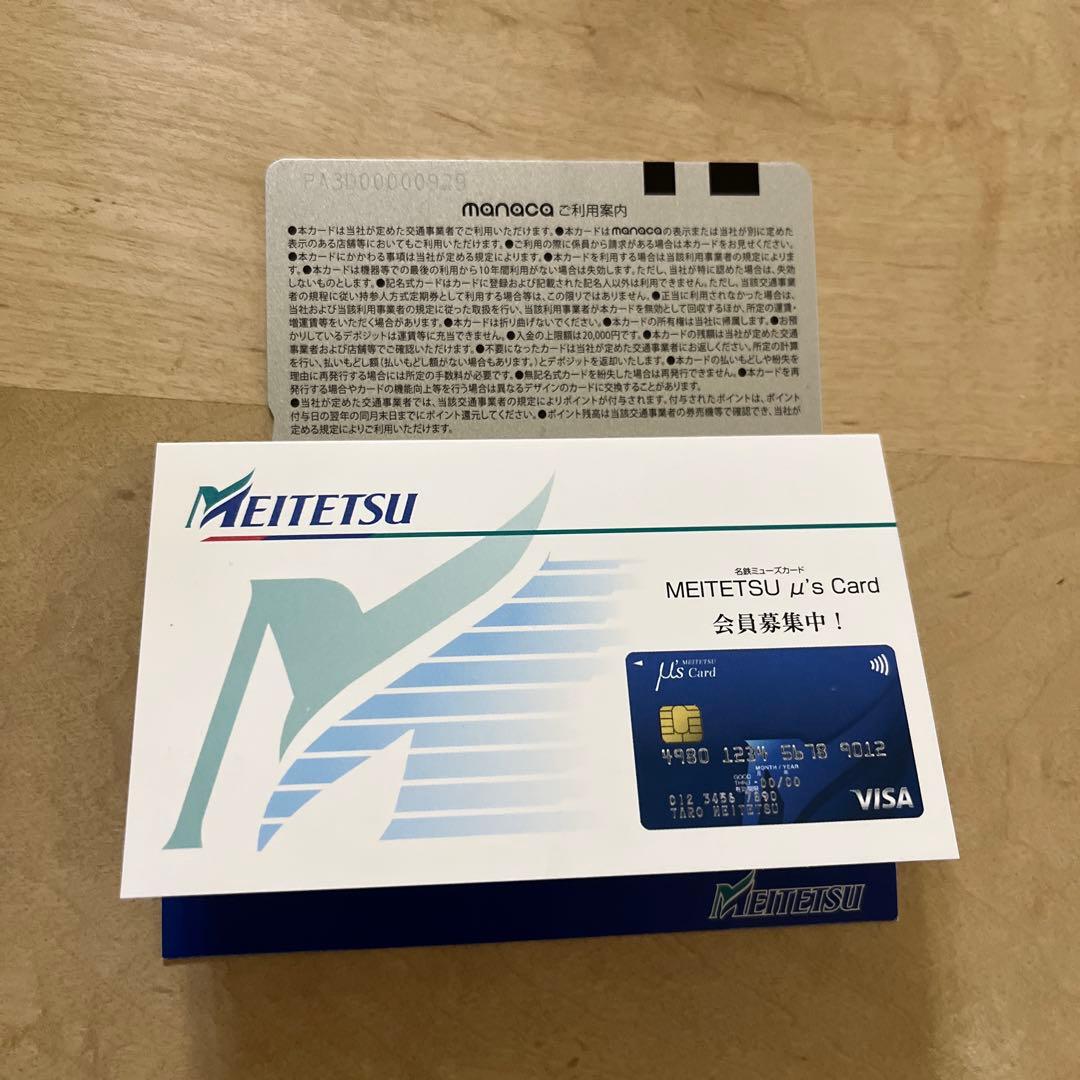 PA3D00000929
manaca ご利用案内
●本カードは当社が定めた交通事業者でご利用いただけます。●本カードはmanacaの表示または当社が別に定めた
表示のある店舗等においてもご利用いただけます。●ご利用の際に係員から請求がある場合は本カードをお見せください。
●本カードにかかわる事項は当社が定める規定によります。●本カードを利用する場合は当該利用事業者の規定によりま
す。●本カードは機器等での最後の利用から10年間利用がない場合は失効します。ただし、当社が特に認めた場合は、失効
しないものとします。●記名式カードはカードに登録および記載された記名人以外は利用できません。ただし、当該交通事業
者の規程に従い持参人方式定期券として利用する場合等は、この限りではありません。●正当に利用されなかった場合は、
当社および当該利用事業者の規定に従った取扱を行い、当該利用事業者が本カードを無効として回収するほか、所定の運賃・
増運賃等をいただく場合があります。●本カードは折り曲げないでください。●本カードの所有権は当社に帰属します。●お預
かりしているデポジットは運賃等に充当できません。●入金の上限額は20,000円です。●本カードの残額は当社が定めた交通
事業者および店舗等でご確認いただけます。●不要になったカードは当社が定めた交通事業者にお返しください。所定の計算
を行い、払いもどし額(払いもどし額がない場合もあります。)とデポジットを返却いたします。●本カードの払いもどしや紛失を
理由に再発行する場合には所定の手数料が必要です。●無記名式カードを紛失した場合は再発行できません。●本カードを再
発行する場合やカードの機能向上等を行う場合は異なるデザインのカードに交換することがあります。
●当社が定めた交通事業者では、当該交通事業者の規定によりポイントが付与されます。付与されたポイントは、ポイント
付与日の翌年の同月末日までにポイント還元してください。●ポイント残高は当該交通事業者の券売機等で確認でき、当社が
定める規定によりご利用いただけます。
MEITETSU
名鉄ミューズカード
MEITETSU μ's Card
会員募集中！
μ's MEITETSU Card
4980 1234 5678 9012
MONTH / YEAR
GOOD THRU 00/00
012 3456 7890
TARO MEITETSU
VISA
MEITETSU